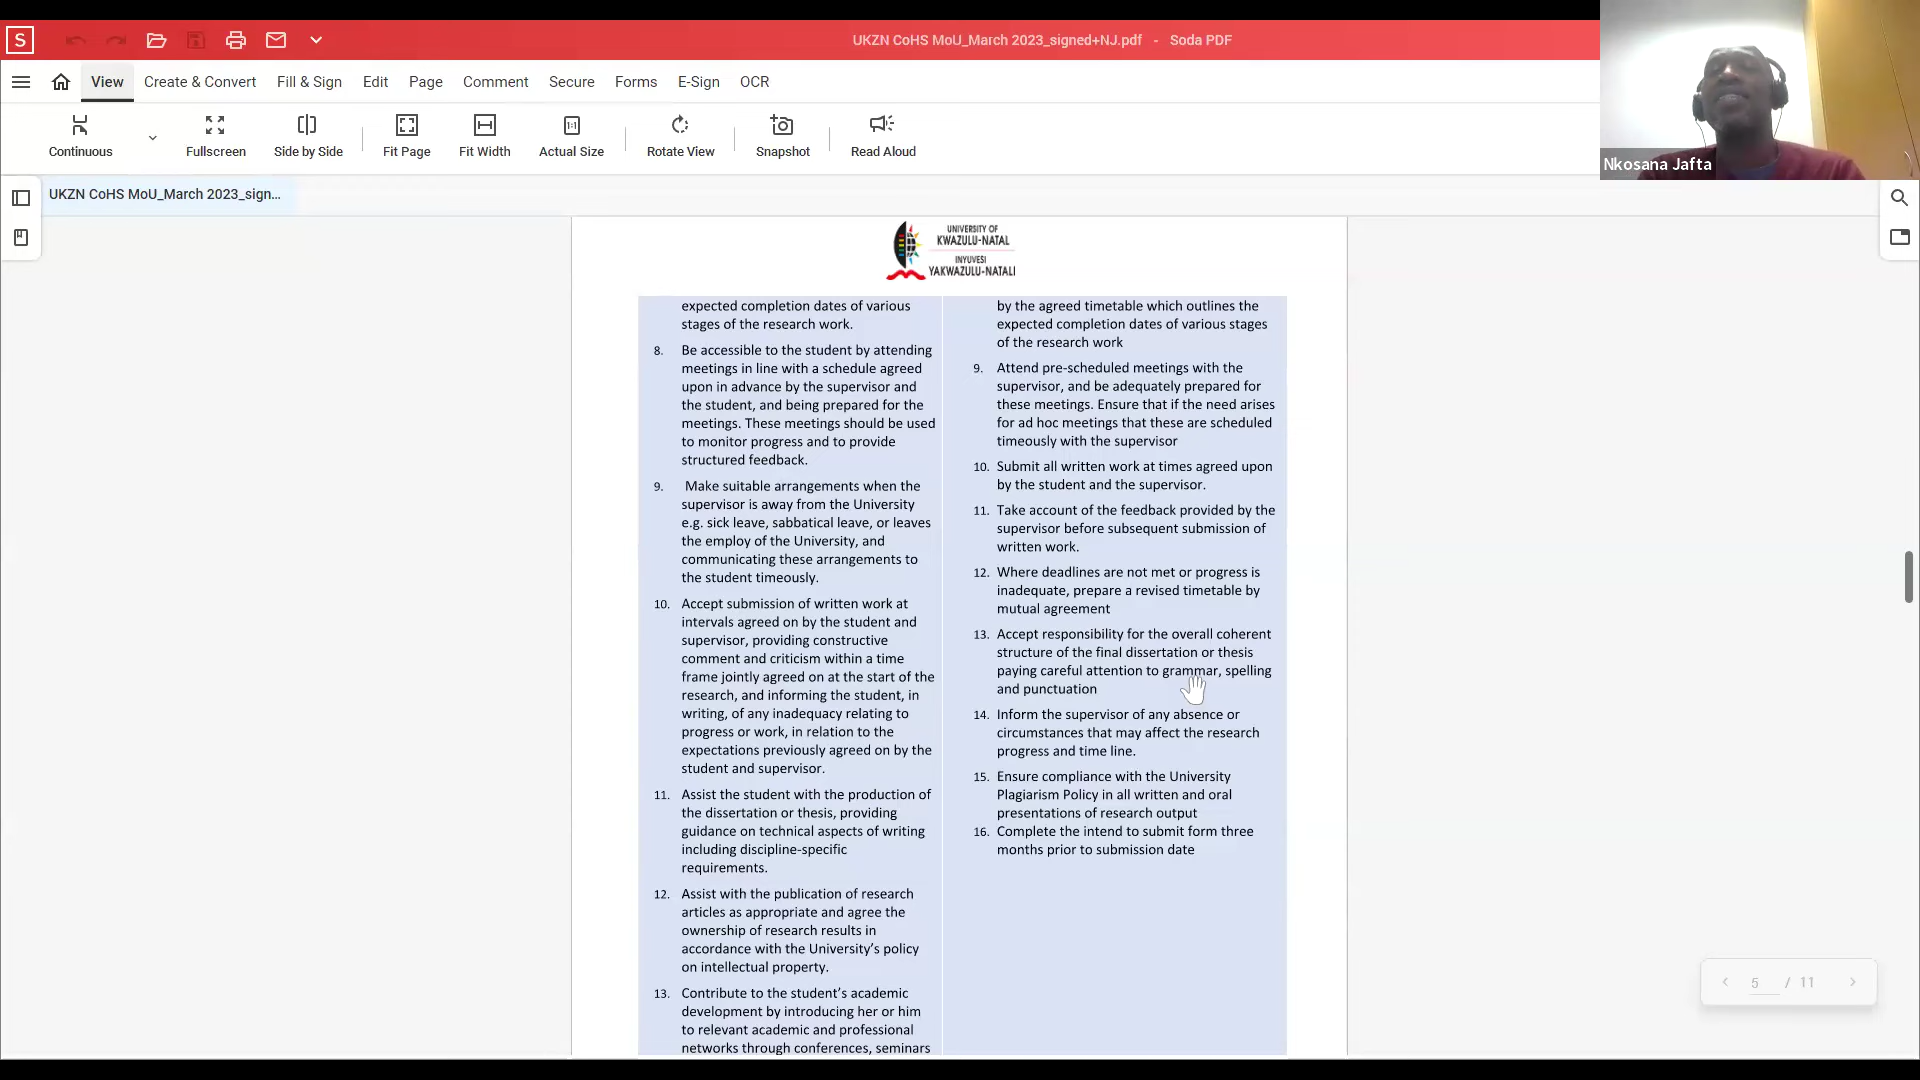 S
UKZN CoHS MoU_March 2023_signed+NJ.pdf - Soda PDF
View Create & Convert Fill & Sign Edit Page Comment Secure Forms E-Sign OCR
Continuous Fullscreen Side by Side Fit Page Fit Width Actual Size Rotate View Snapshot Read Aloud
Nkosana Jafta
UKZN CoHS MoU_March 2023_sign...
UNIVERSITY OF
KWAZULU-NATAL
INYUVESI
YAKWAZULU-NATALI
expected completion dates of various
stages of the research work.
8. Be accessible to the student by attending
meetings in line with a schedule agreed
upon in advance by the supervisor and
the student, and being prepared for the
meetings. These meetings should be used
to monitor progress and to provide
structured feedback.
9. Make suitable arrangements when the
supervisor is away from the University
e.g. sick leave, sabbatical leave, or leaves
the employ of the University, and
communicating these arrangements to
the student timeously.
10. Accept submission of written work at
intervals agreed on by the student and
supervisor, providing constructive
comment and criticism within a time
frame jointly agreed on at the start of the
research, and informing the student, in
writing, of any inadequacy relating to
progress or work, in relation to the
expectations previously agreed on by the
student and supervisor.
11. Assist the student with the production of
the dissertation or thesis, providing
guidance on technical aspects of writing
including discipline-specific
requirements.
12. Assist with the publication of research
articles as appropriate and agree the
ownership of research results in
accordance with the University’s policy
on intellectual property.
13. Contribute to the student’s academic
development by introducing her or him
to relevant academic and professional
networks through conferences, seminars
by the agreed timetable which outlines the
expected completion dates of various stages
of the research work
9. Attend pre-scheduled meetings with the
supervisor, and be adequately prepared for
these meetings. Ensure that if the need arises
for ad hoc meetings that these are scheduled
timeously with the supervisor
10. Submit all written work at times agreed upon
by the student and the supervisor.
11. Take account of the feedback provided by the
supervisor before subsequent submission of
written work.
12. Where deadlines are not met or progress is
inadequate, prepare a revised timetable by
mutual agreement
13. Accept responsibility for the overall coherent
structure of the final dissertation or thesis
paying careful attention to grammar, spelling
and punctuation
14. Inform the supervisor of any absence or
circumstances that may affect the research
progress and time line.
15. Ensure compliance with the University
Plagiarism Policy in all written and oral
presentations of research output
16. Complete the intend to submit form three
months prior to submission date
5 / 11